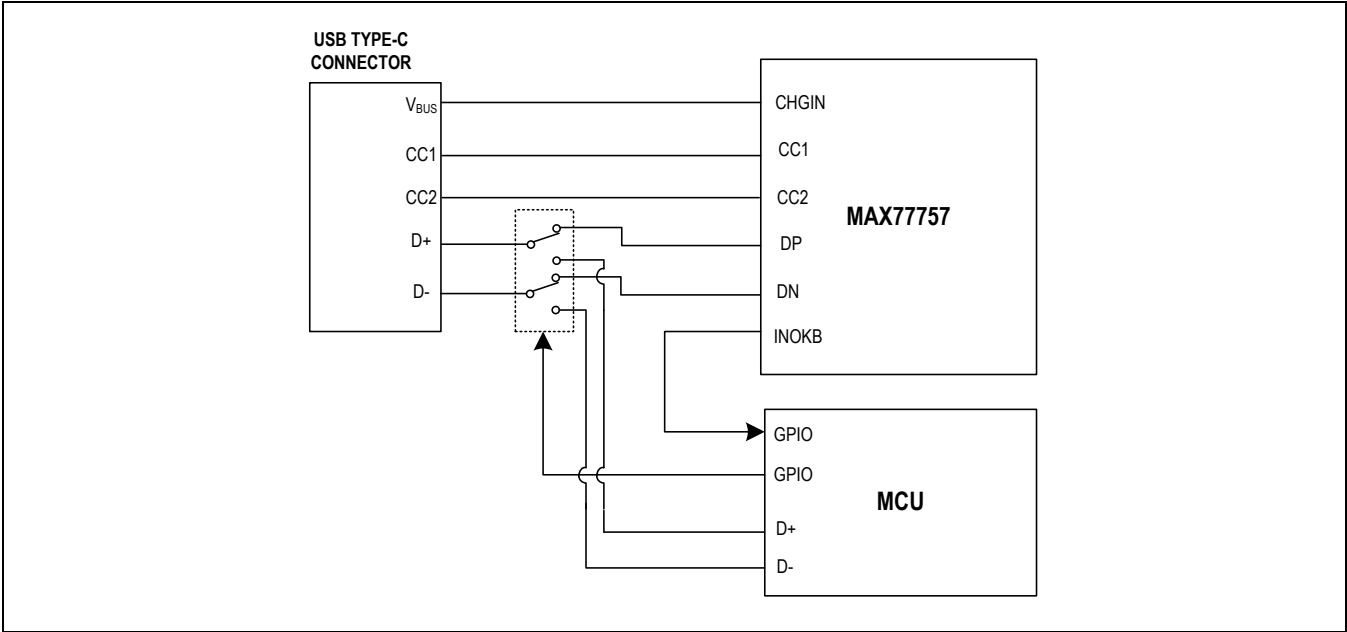 USB TYPE-C
CONNECTOR
VBUS
CC1
CC2
D+
D-
CHGIN
CC1
CC2
DP
DN
INOKB
MAX77757
GPIO
GPIO
D+
D-
MCU